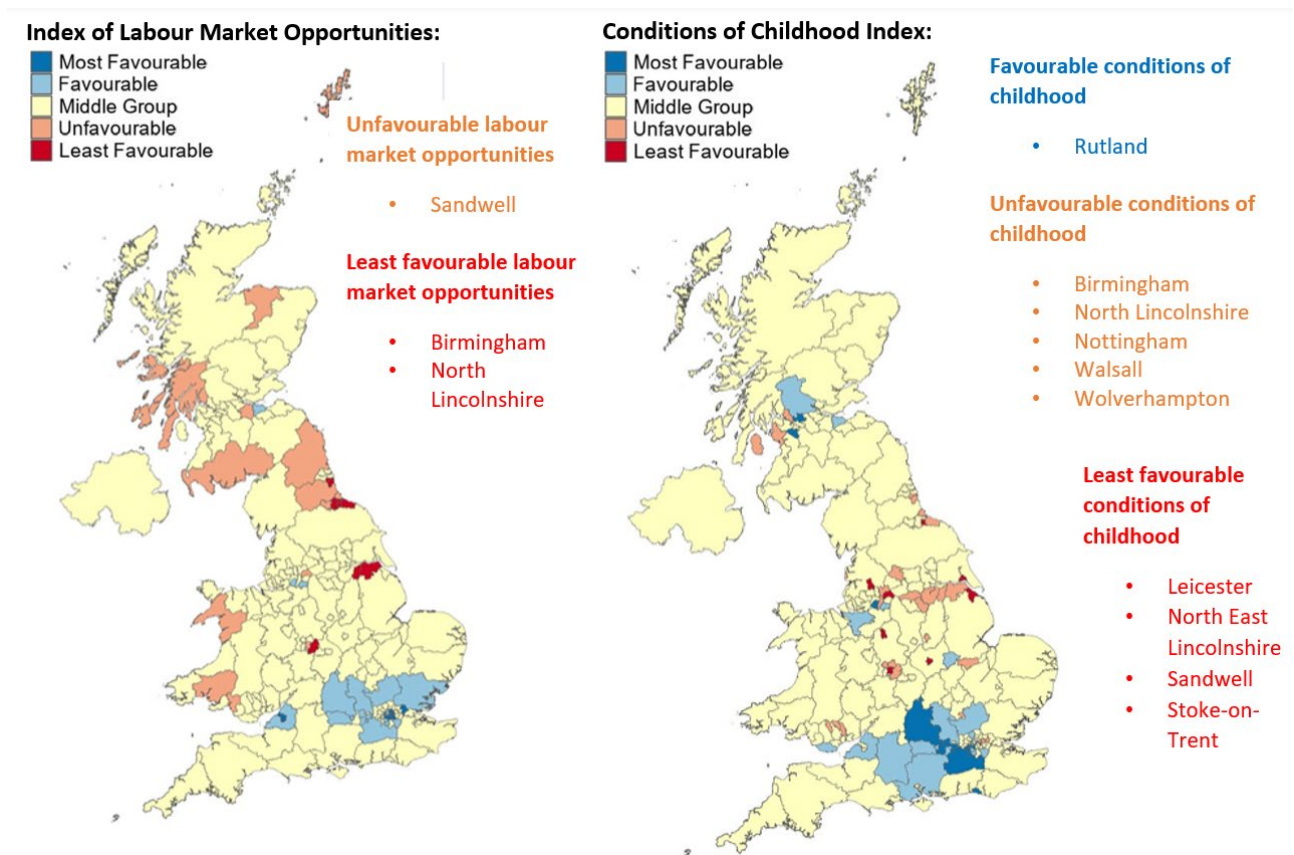 Index of Labour Market Opportunities:
Most Favourable
Favourable
Middle Group
Unfavourable
Least Favourable
Unfavourable labour
market opportunities
• Sandwell
Least favourable labour
market opportunities
• Birmingham
• North
Lincolnshire
Conditions of Childhood Index:
Most Favourable
Favourable
Middle Group
Unfavourable
Least Favourable
Favourable conditions of
childhood
• Rutland
Unfavourable conditions of
childhood
• Birmingham
• North Lincolnshire
• Nottingham
• Walsall
• Wolverhampton
Least favourable
conditions of
childhood
• Leicester
• North East
Lincolnshire
• Sandwell
• Stoke-on-
Trent